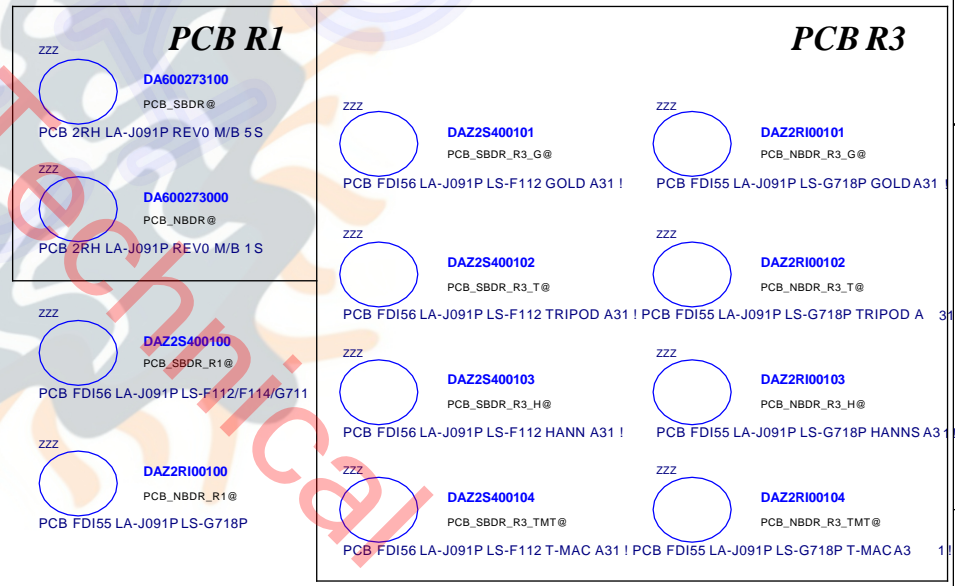 PCB R1
ZZZ
DA600273100
PCB_SBDR@
PCB 2RH LA-J091P REV0 M/B 5S
ZZZ
DA600273000
PCB_NBDR@
PCB 2RH LA-J091P REV0 M/B 1S
ZZZ
DAZ2S400100
PCB_SBDR_R1@
PCB FDI56 LA-J091P LS-F112/F114/G711
ZZZ
DAZ2RI00100
PCB_NBDR_R1@
PCB FDI55 LA-J091P LS-G718P
PCB R3
ZZZ
DAZ2S400101
PCB_SBDR_R3_G@
PCB FDI56 LA-J091P LS-F112 GOLD A31 !
ZZZ
DAZ2RI00101
PCB_NBDR_R3_G@
PCB FDI55 LA-J091P LS-G718P GOLD A31 !
ZZZ
DAZ2S400102
PCB_SBDR_R3_T@
PCB FDI56 LA-J091P LS-F112 TRIPOD A31 !
ZZZ
DAZ2RI00102
PCB_NBDR_R3_T@
PCB FDI55 LA-J091P LS-G718P TRIPOD A 31
ZZZ
DAZ2S400103
PCB_SBDR_R3_H@
PCB FDI56 LA-J091P LS-F112 HANN A31 !
ZZZ
DAZ2RI00103
PCB_NBDR_R3_H@
PCB FDI55 LA-J091P LS-G718P HANNS A31!
ZZZ
DAZ2S400104
PCB_SBDR_R3_TMT@
PCB FDI56 LA-J091P LS-F112 T-MAC A31 !
ZZZ
DAZ2RI00104
PCB_NBDR_R3_TMT@
PCB FDI55 LA-J091P LS-G718P T-MAC A3 1!
Technical